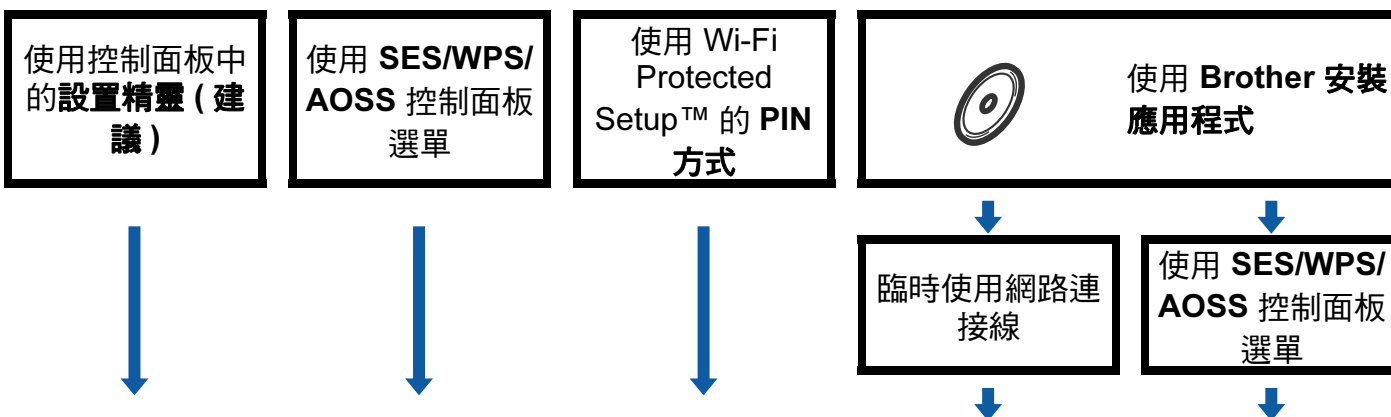 使用控制面板中
的設置精靈 ( 建
議 )
使用 SES/WPS/
AOSS 控制面板
選單
使用 Wi-Fi
Protected
Setup™ 的 PIN
方式
使用 Brother 安裝
應用程式
臨時使用網路連
接線
使用 SES/WPS/
AOSS 控制面板
選單